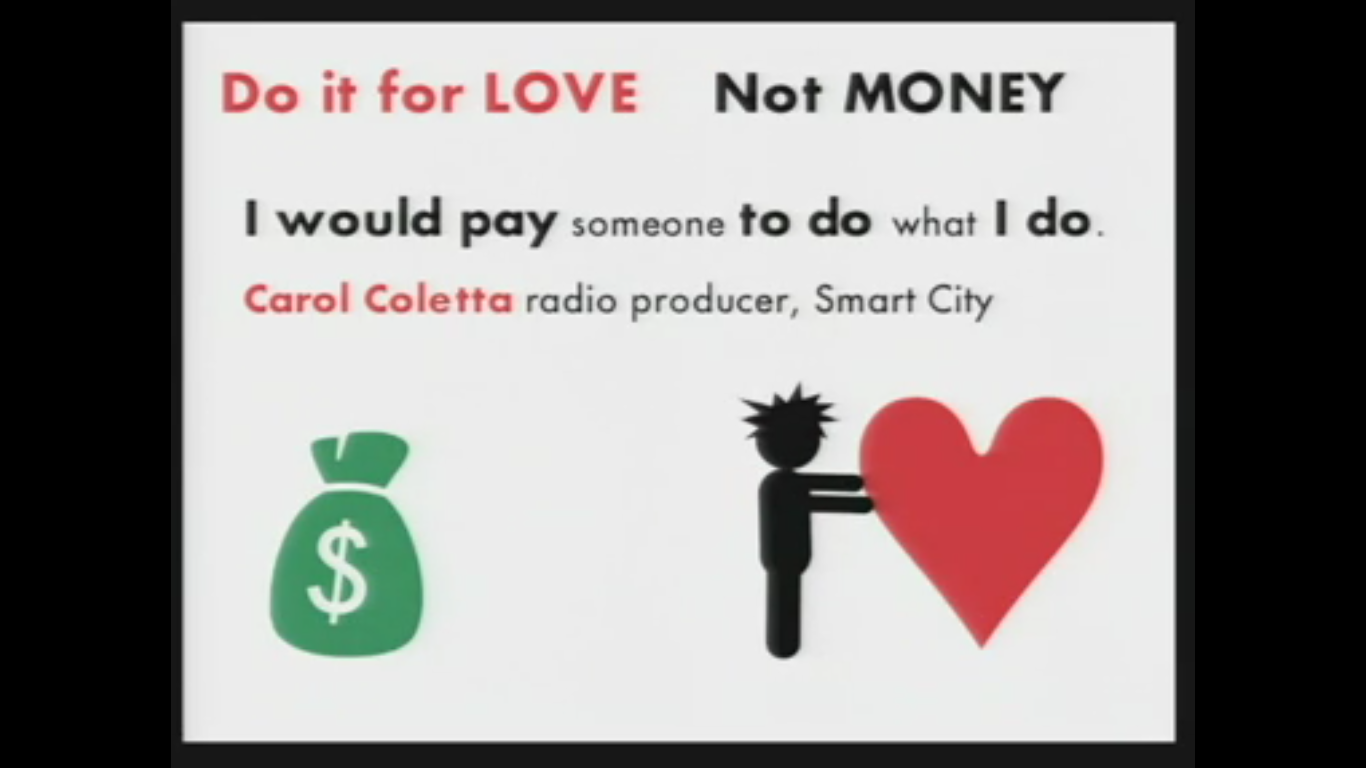 Do it for LOVE Not MONEY
I would pay someone to do what I do.
Carol Coletta radio producer, Smart City
$